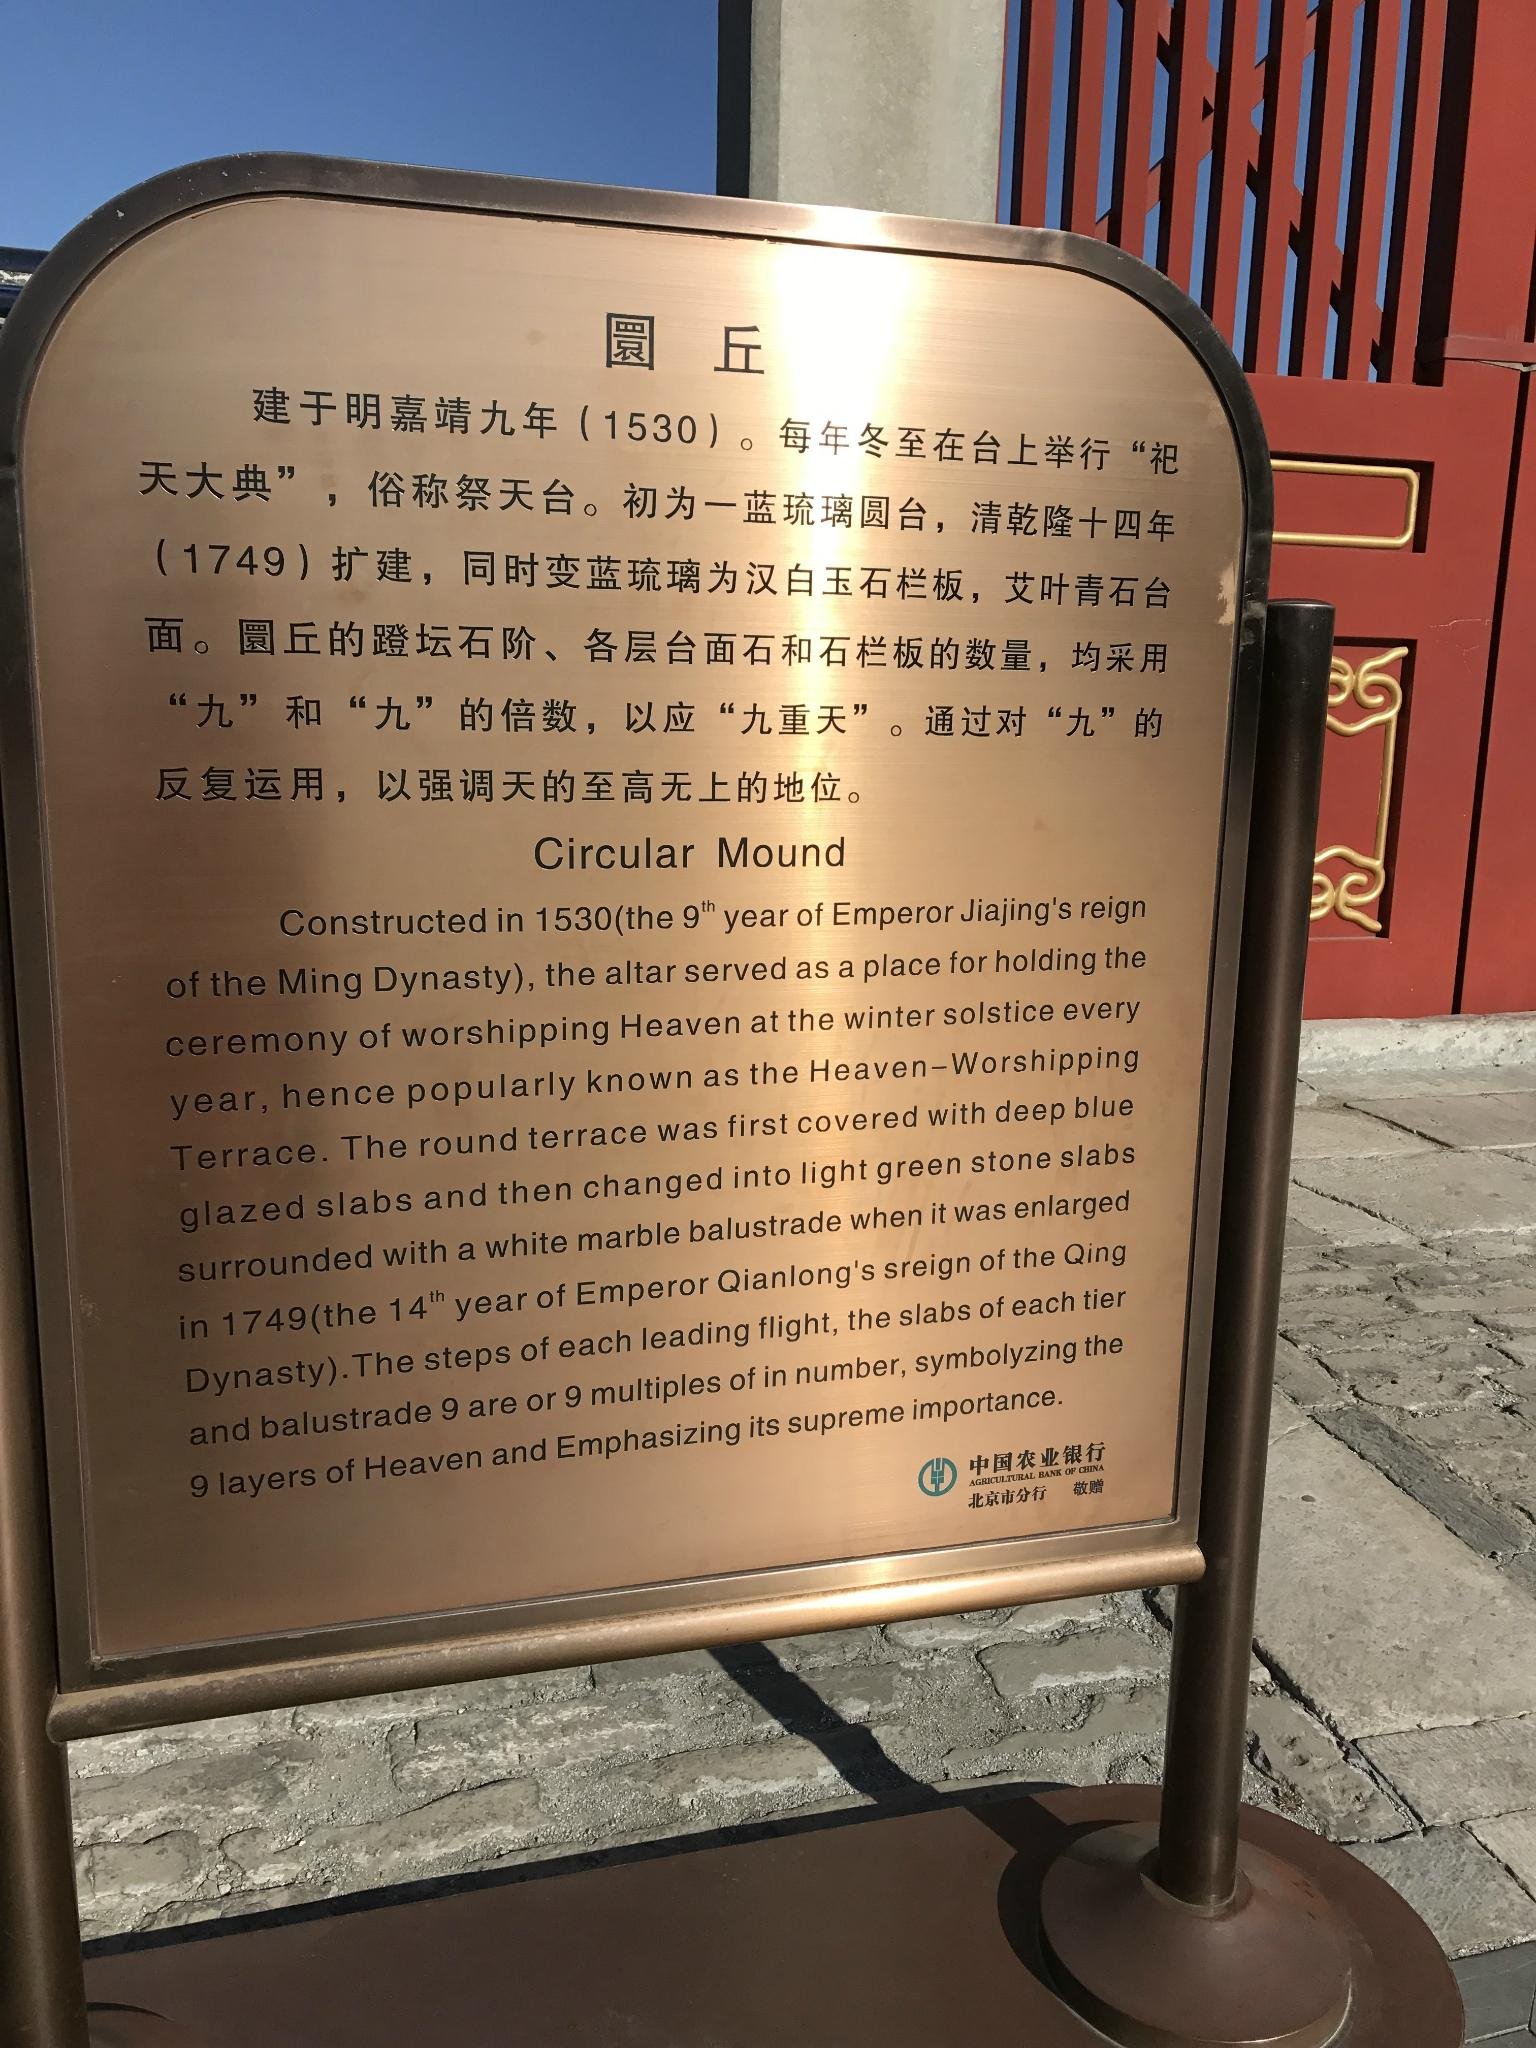 圜丘
建于明嘉靖九年（1530）。每年冬至在台上举行“祀
天大典”，俗称祭天台。初为一蓝琉璃圆台，清乾隆十四年
（1749）扩建，同时变蓝琉璃为汉白玉石栏板，艾叶青石台
面。圜丘的蹬坛石阶、各层台面石和石栏板的数量，均采用
“九”和“九”的倍数，以应“九重天”。通过对“九”的
反复运用，以强调天的至高无上的地位。
Circular Mound
Constructed in 1530(the 9th year of Emperor Jiajing's reign
of the Ming Dynasty), the altar served as a place for holding the
ceremony of worshipping Heaven at the winter solstice every
year, hence popularly known as the Heaven–Worshipping
Terrace. The round terrace was first covered with deep blue
glazed slabs and then changed into light green stone slabs
surrounded with a white marble balustrade when it was enlarged
in 1749(the 14th year of Emperor Qianlong's sreign of the Qing
Dynasty).The steps of each leading flight, the slabs of each tier
and balustrade 9 are or 9 multiples of in number, symbolyzing the
9 layers of Heaven and Emphasizing its supreme importance.
中国农业银行
AGRICULTURAL BANK OF CHINA
北京市分行 敬赠